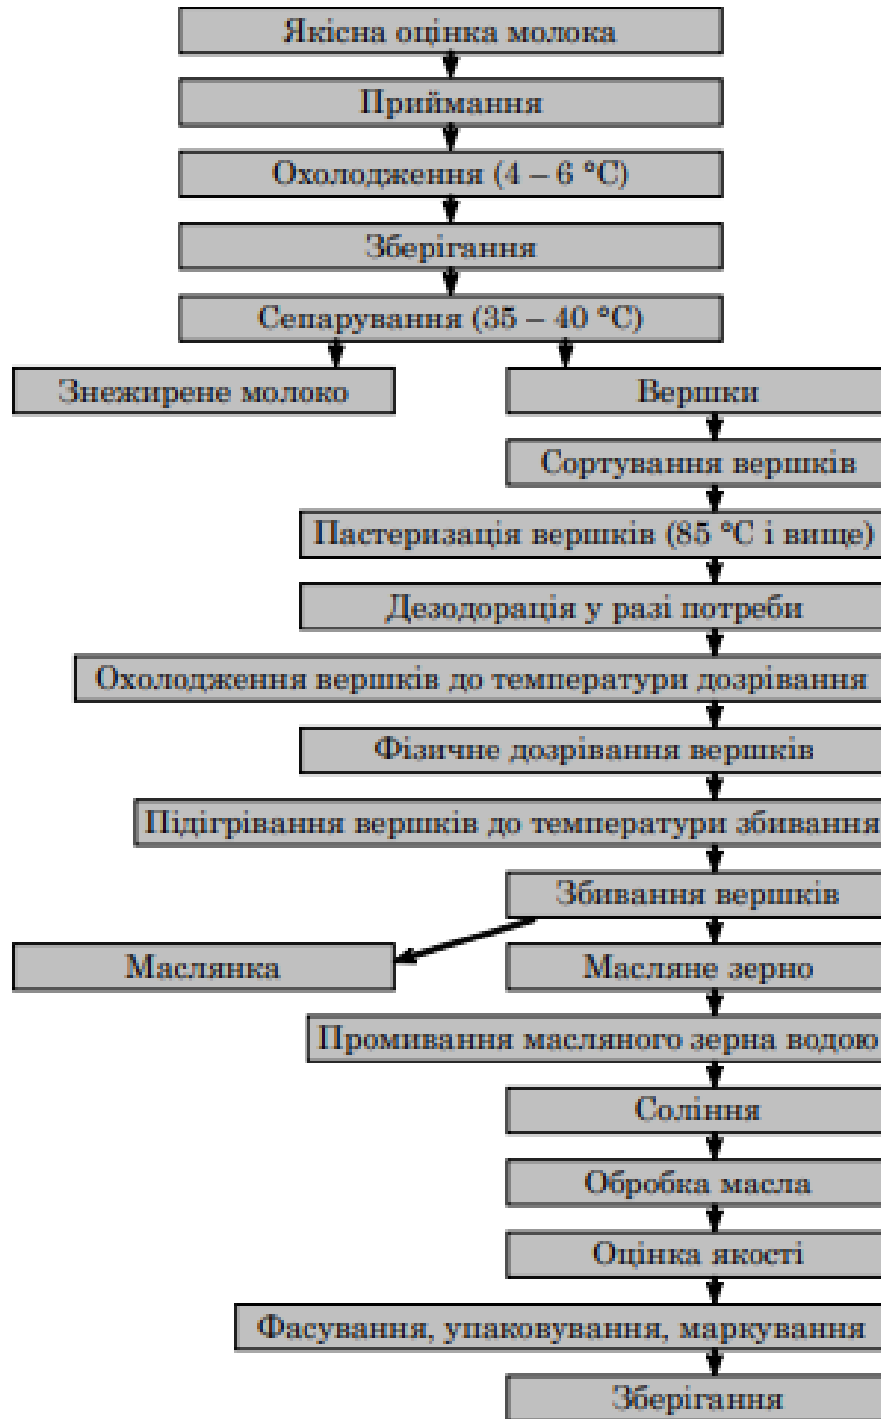 Якісна оцінка молока
Приймання
Охолодження (4 – 6 °С)
Зберігання
Сепарування (35 – 40 °С)
Знежирене молоко
Вершки
Сортування вершків
Пастеризація вершків (85 °С і вище)
Дезодорація у разі потреби
Охолодження вершків до температури дозрівання
Фізичне дозрівання вершків
Підігрівання вершків до температури збивання
Збивання вершків
Маслянка
Масляне зерно
Промивання масляного зерна водою
Соління
Обробка масла
Оцінка якості
Фасування, упаковування, маркування
Зберігання